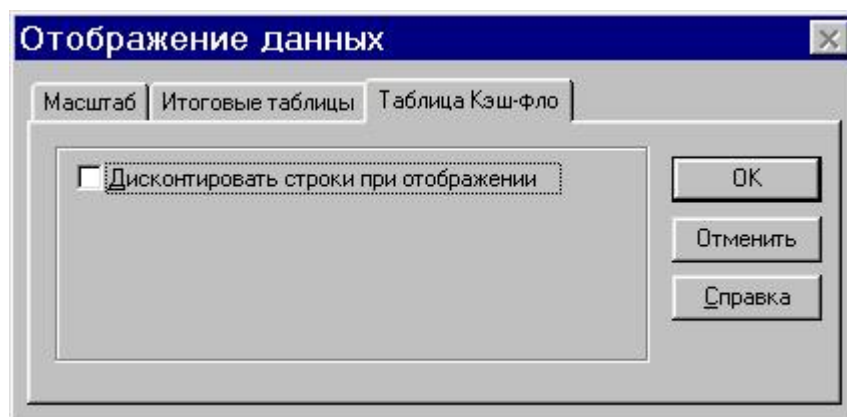 Отображение данных
Масштаб Итоговые таблицы Таблица Кэш-Фло
Дисконтировать строки при отображении
OK
Отменить
Справка